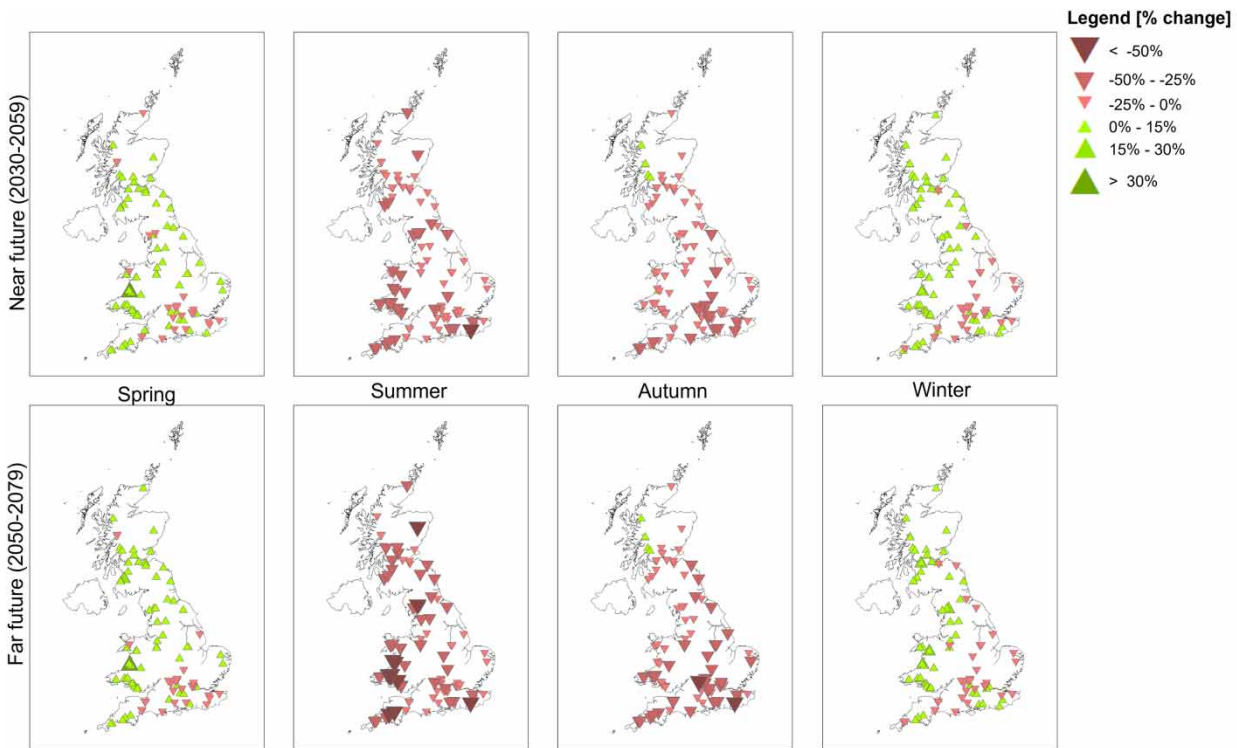 Legend [% change]
< -50%
-50% - -25%
-25% - 0%
0% - 15%
15% - 30%
> 30%
Near future (2030-2059)
Spring
Summer
Autumn
Winter
Far future (2050-2079)